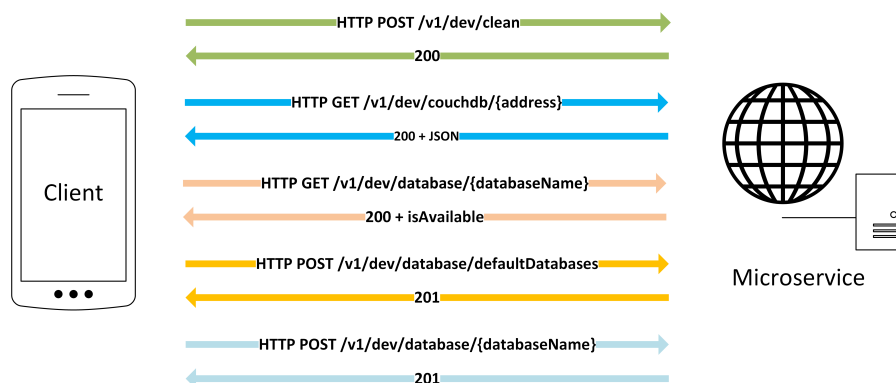 HTTP POST /v1/dev/clean
200
HTTP GET /v1/dev/couchdb/{address}
200 + JSON
Client
HTTP GET /v1/dev/database/{databaseName}
200 + isAvailable
HTTP POST /v1/dev/database/defaultDatabases
Microservice
201
HTTP POST /v1/dev/database/{databaseName}
201